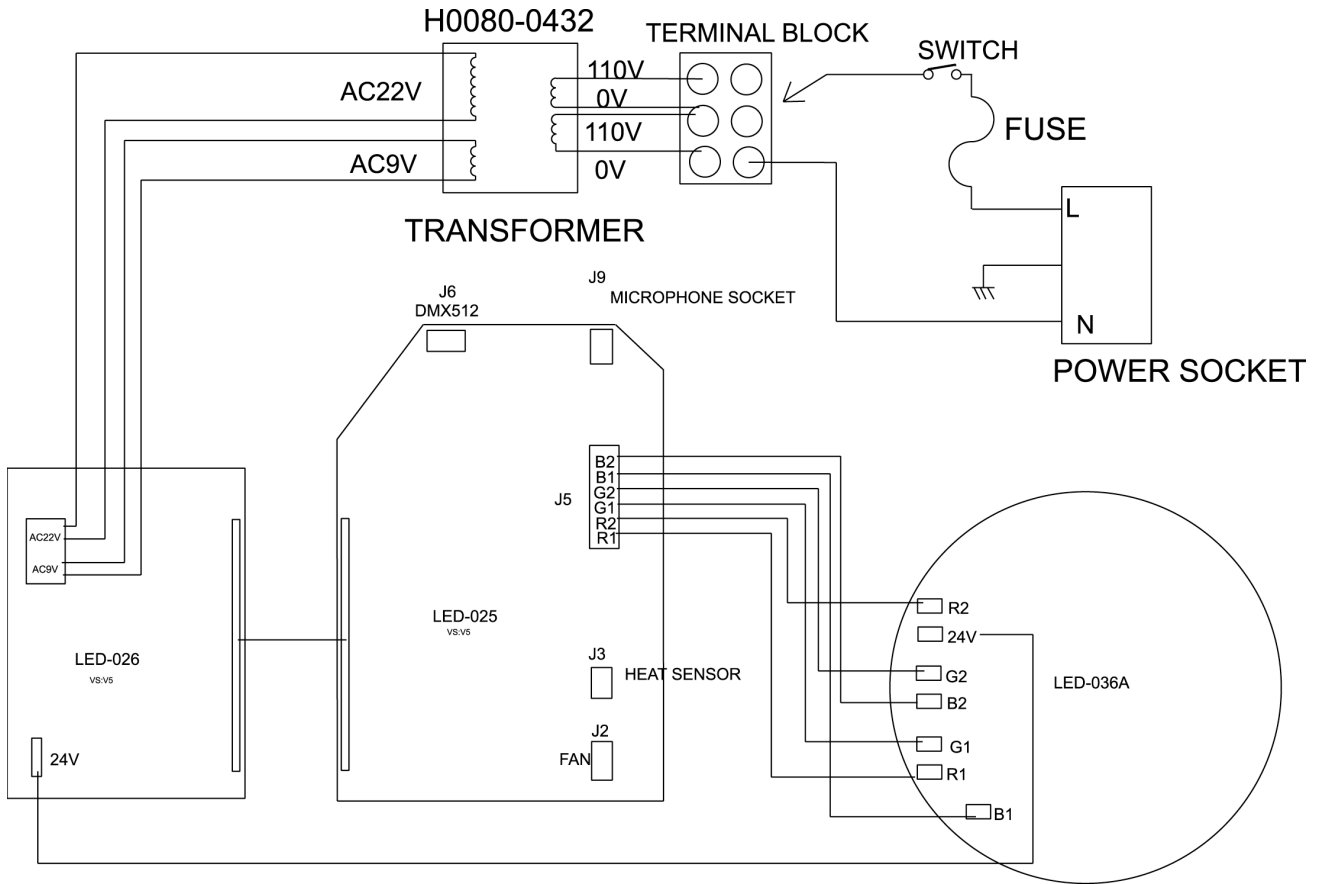 H0080-0432
TERMINAL BLOCK
SWITCH
110V
AC22V
0V
FUSE
110V
AC9V
0V
L
TRANSFORMER
J9
J6
MICROPHONE SOCKET
DMX512
N
POWER SOCKET
B2
B1
G2
J5
G1
R2
R1
AC22V
AC9V
R2
LED-025
VS:V5
24V
LED-026
VS:V5
J3
HEAT SENSOR
G2
LED-036A
B2
J2
G1
24V
FAN
R1
B1